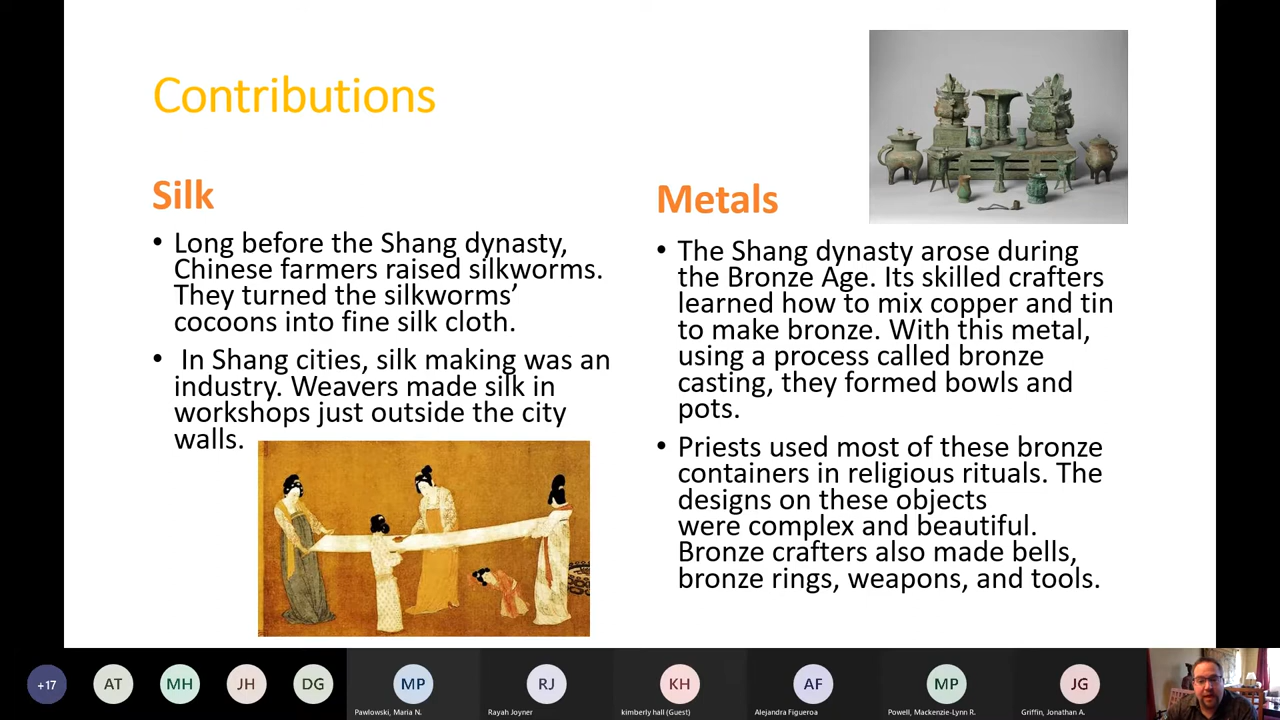 Contributions
Silk
• Long before the Shang dynasty,
Chinese farmers raised silkworms.
They turned the silkworms’
cocoons into fine silk cloth.
• In Shang cities, silk making was an
industry. Weavers made silk in
workshops just outside the city
walls.
Metals
• The Shang dynasty arose during
the Bronze Age. Its skilled crafters
learned how to mix copper and tin
to make bronze. With this metal,
using a process called bronze
casting, they formed bowls and
pots.
• Priests used most of these bronze
containers in religious rituals. The
designs on these objects
were complex and beautiful.
Bronze crafters also made bells,
bronze rings, weapons, and tools.
+17
AT
MH
JH
DG
MP
Pawlowski, Maria N.
RJ
Rayah Joyner
KH
kimberly hall (Guest)
AF
Alejandra Figueroa
MP
Powell, Mackenzie-Lynn R.
JG
Griffin, Jonathan A.